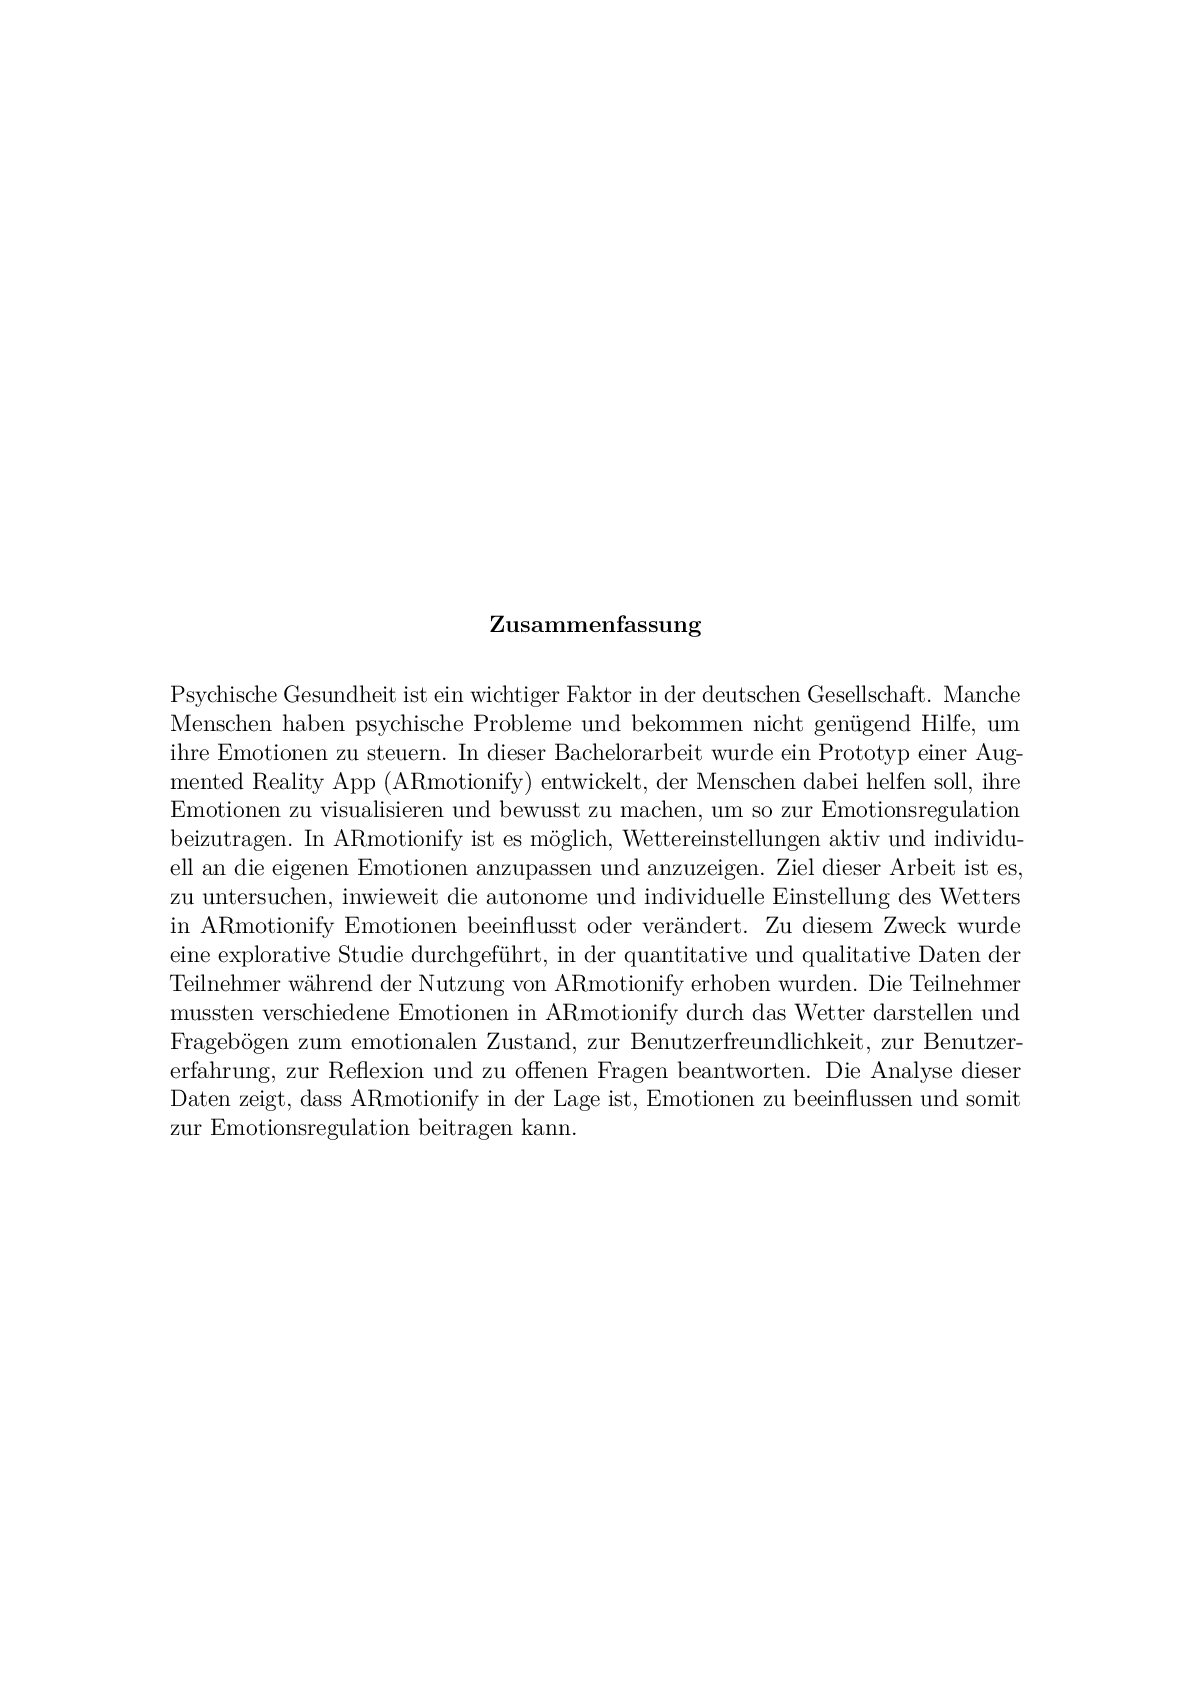 Zusammenfassung
Psychische Gesundheit ist ein wichtiger Faktor in der deutschen Gesellschaft. Manche
Menschen haben psychische Probleme und bekommen nicht genügend Hilfe, um
ihre Emotionen zu steuern. In dieser Bachelorarbeit wurde ein Prototyp einer Aug-
mented Reality App (ARmotionify) entwickelt, der Menschen dabei helfen soll, ihre
Emotionen zu visualisieren und bewusst zu machen, um so zur Emotionsregulation
beizutragen. In ARmotionify ist es möglich, Wettereinstellungen aktiv und individu-
ell an die eigenen Emotionen anzupassen und anzuzeigen. Ziel dieser Arbeit ist es,
zu untersuchen, inwieweit die autonome und individuelle Einstellung des Wetters
in ARmotionify Emotionen beeinflusst oder verändert. Zu diesem Zweck wurde
eine explorative Studie durchgeführt, in der quantitative und qualitative Daten der
Teilnehmer während der Nutzung von ARmotionify erhoben wurden. Die Teilnehmer
mussten verschiedene Emotionen in ARmotionify durch das Wetter darstellen und
Fragebögen zum emotionalen Zustand, zur Benutzerfreundlichkeit, zur Benutzer-
erfahrung, zur Reflexion und zu offenen Fragen beantworten. Die Analyse dieser
Daten zeigt, dass ARmotionify in der Lage ist, Emotionen zu beeinflussen und somit
zur Emotionsregulation beitragen kann.